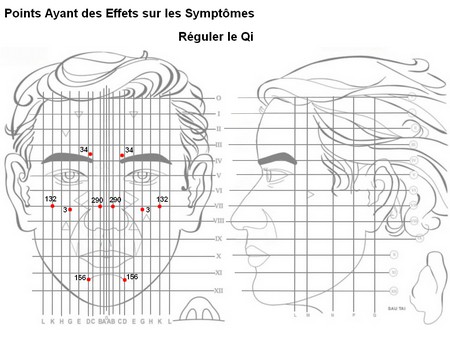 Points Ayant des Effets sur les Symptômes
Réguler le Qi
O
I
II
III
IV
V
VI
VII
VIII
IX
X
XI
XII
34 34
132 290 290 132
3 3
156 156
L K H G E D C B A A B C D E G H K L